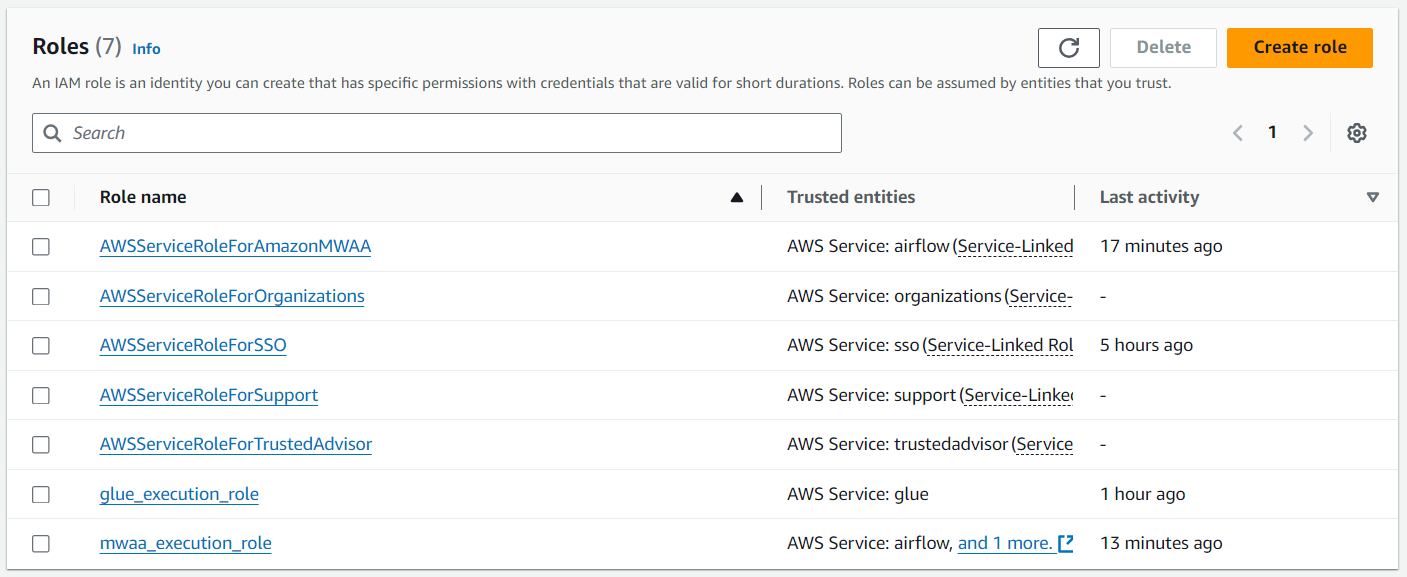 Roles (7) Info
Delete
Create role
An IAM role is an identity you can create that has specific permissions with credentials that are valid for short durations. Roles can be assumed by entities that you trust.
Search
1
Role name Trusted entities Last activity
AWSServiceRoleForAmazonMWAA AWS Service: airflow (Service-Linked 17 minutes ago
AWSServiceRoleForOrganizations AWS Service: organizations (Service- -
AWSServiceRoleForSSO AWS Service: sso (Service-Linked Rol 5 hours ago
AWSServiceRoleForSupport AWS Service: support (Service-Linked -
AWSServiceRoleForTrustedAdvisor AWS Service: trustedadvisor (Service -
glue_execution_role AWS Service: glue 1 hour ago
mwaa_execution_role AWS Service: airflow, and 1 more. 13 minutes ago